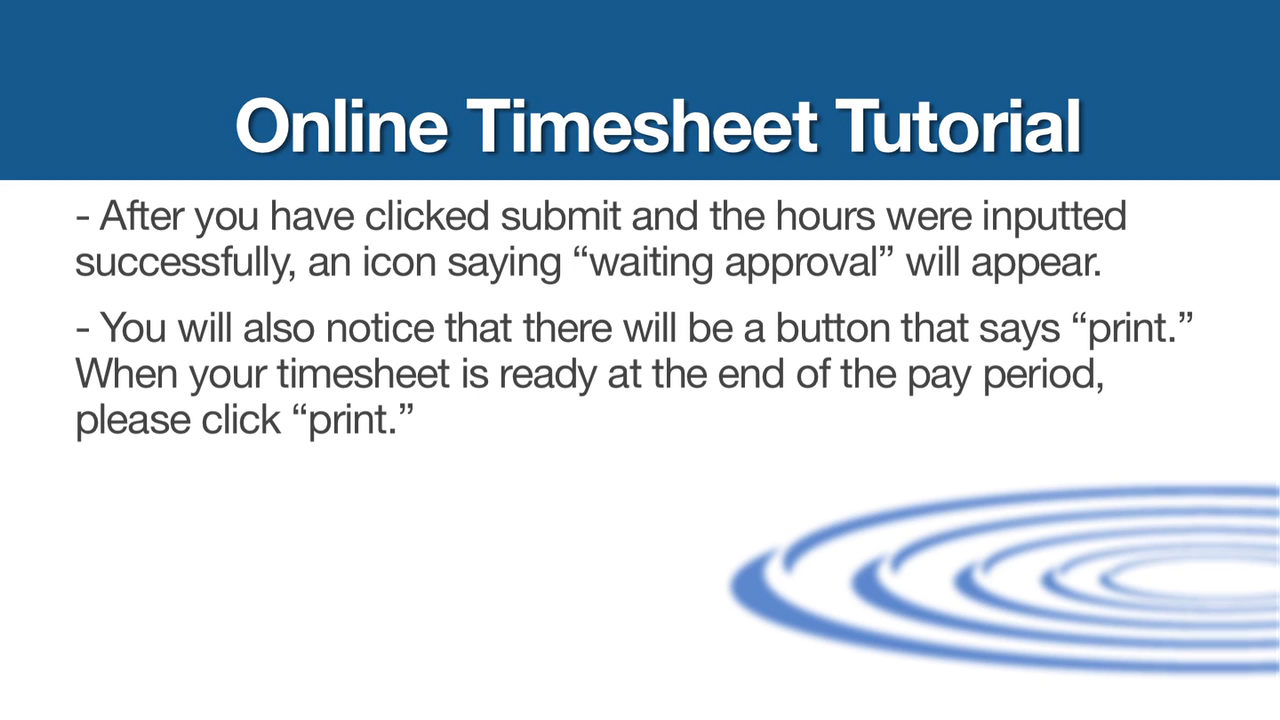 Online Timesheet Tutorial
- After you have clicked submit and the hours were inputted
successfully, an icon saying “waiting approval” will appear.
- You will also notice that there will be a button that says “print.”
When your timesheet is ready at the end of the pay period,
please click “print.”